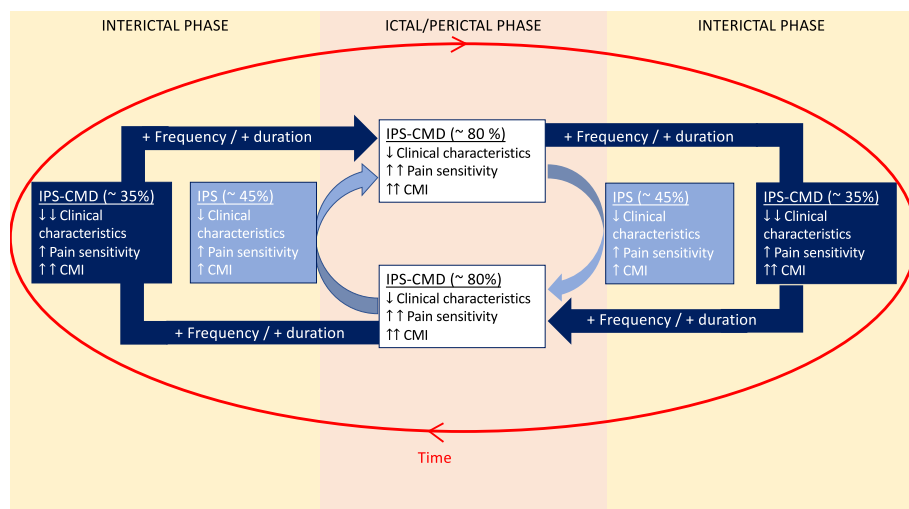 INTERICTAL PHASE
ICTAL/PERICTAL PHASE
INTERICTAL PHASE
+ Frequency / + duration
IPS-CMD (~ 80 %)
↓ Clinical characteristics
↑ ↑ Pain sensitivity
↑↑ CMI
+ Frequency / + duration
IPS-CMD (~ 35%)
↓ ↓ Clinical
characteristics
↑ Pain sensitivity
↑ ↑ CMI
IPS (~ 45%)
↓ Clinical
characteristics
↑ Pain sensitivity
↑ CMI
IPS (~ 45%)
↓ Clinical
characteristics
↑ Pain sensitivity
↑ CMI
IPS-CMD (~ 35%)
↓↓ Clinical
characteristics
↑ Pain sensitivity
↑↑ CMI
IPS-CMD (~ 80%)
↓ Clinical characteristics
↑ ↑ Pain sensitivity
↑↑ CMI
+ Frequency / + duration
+ Frequency / + duration
Time